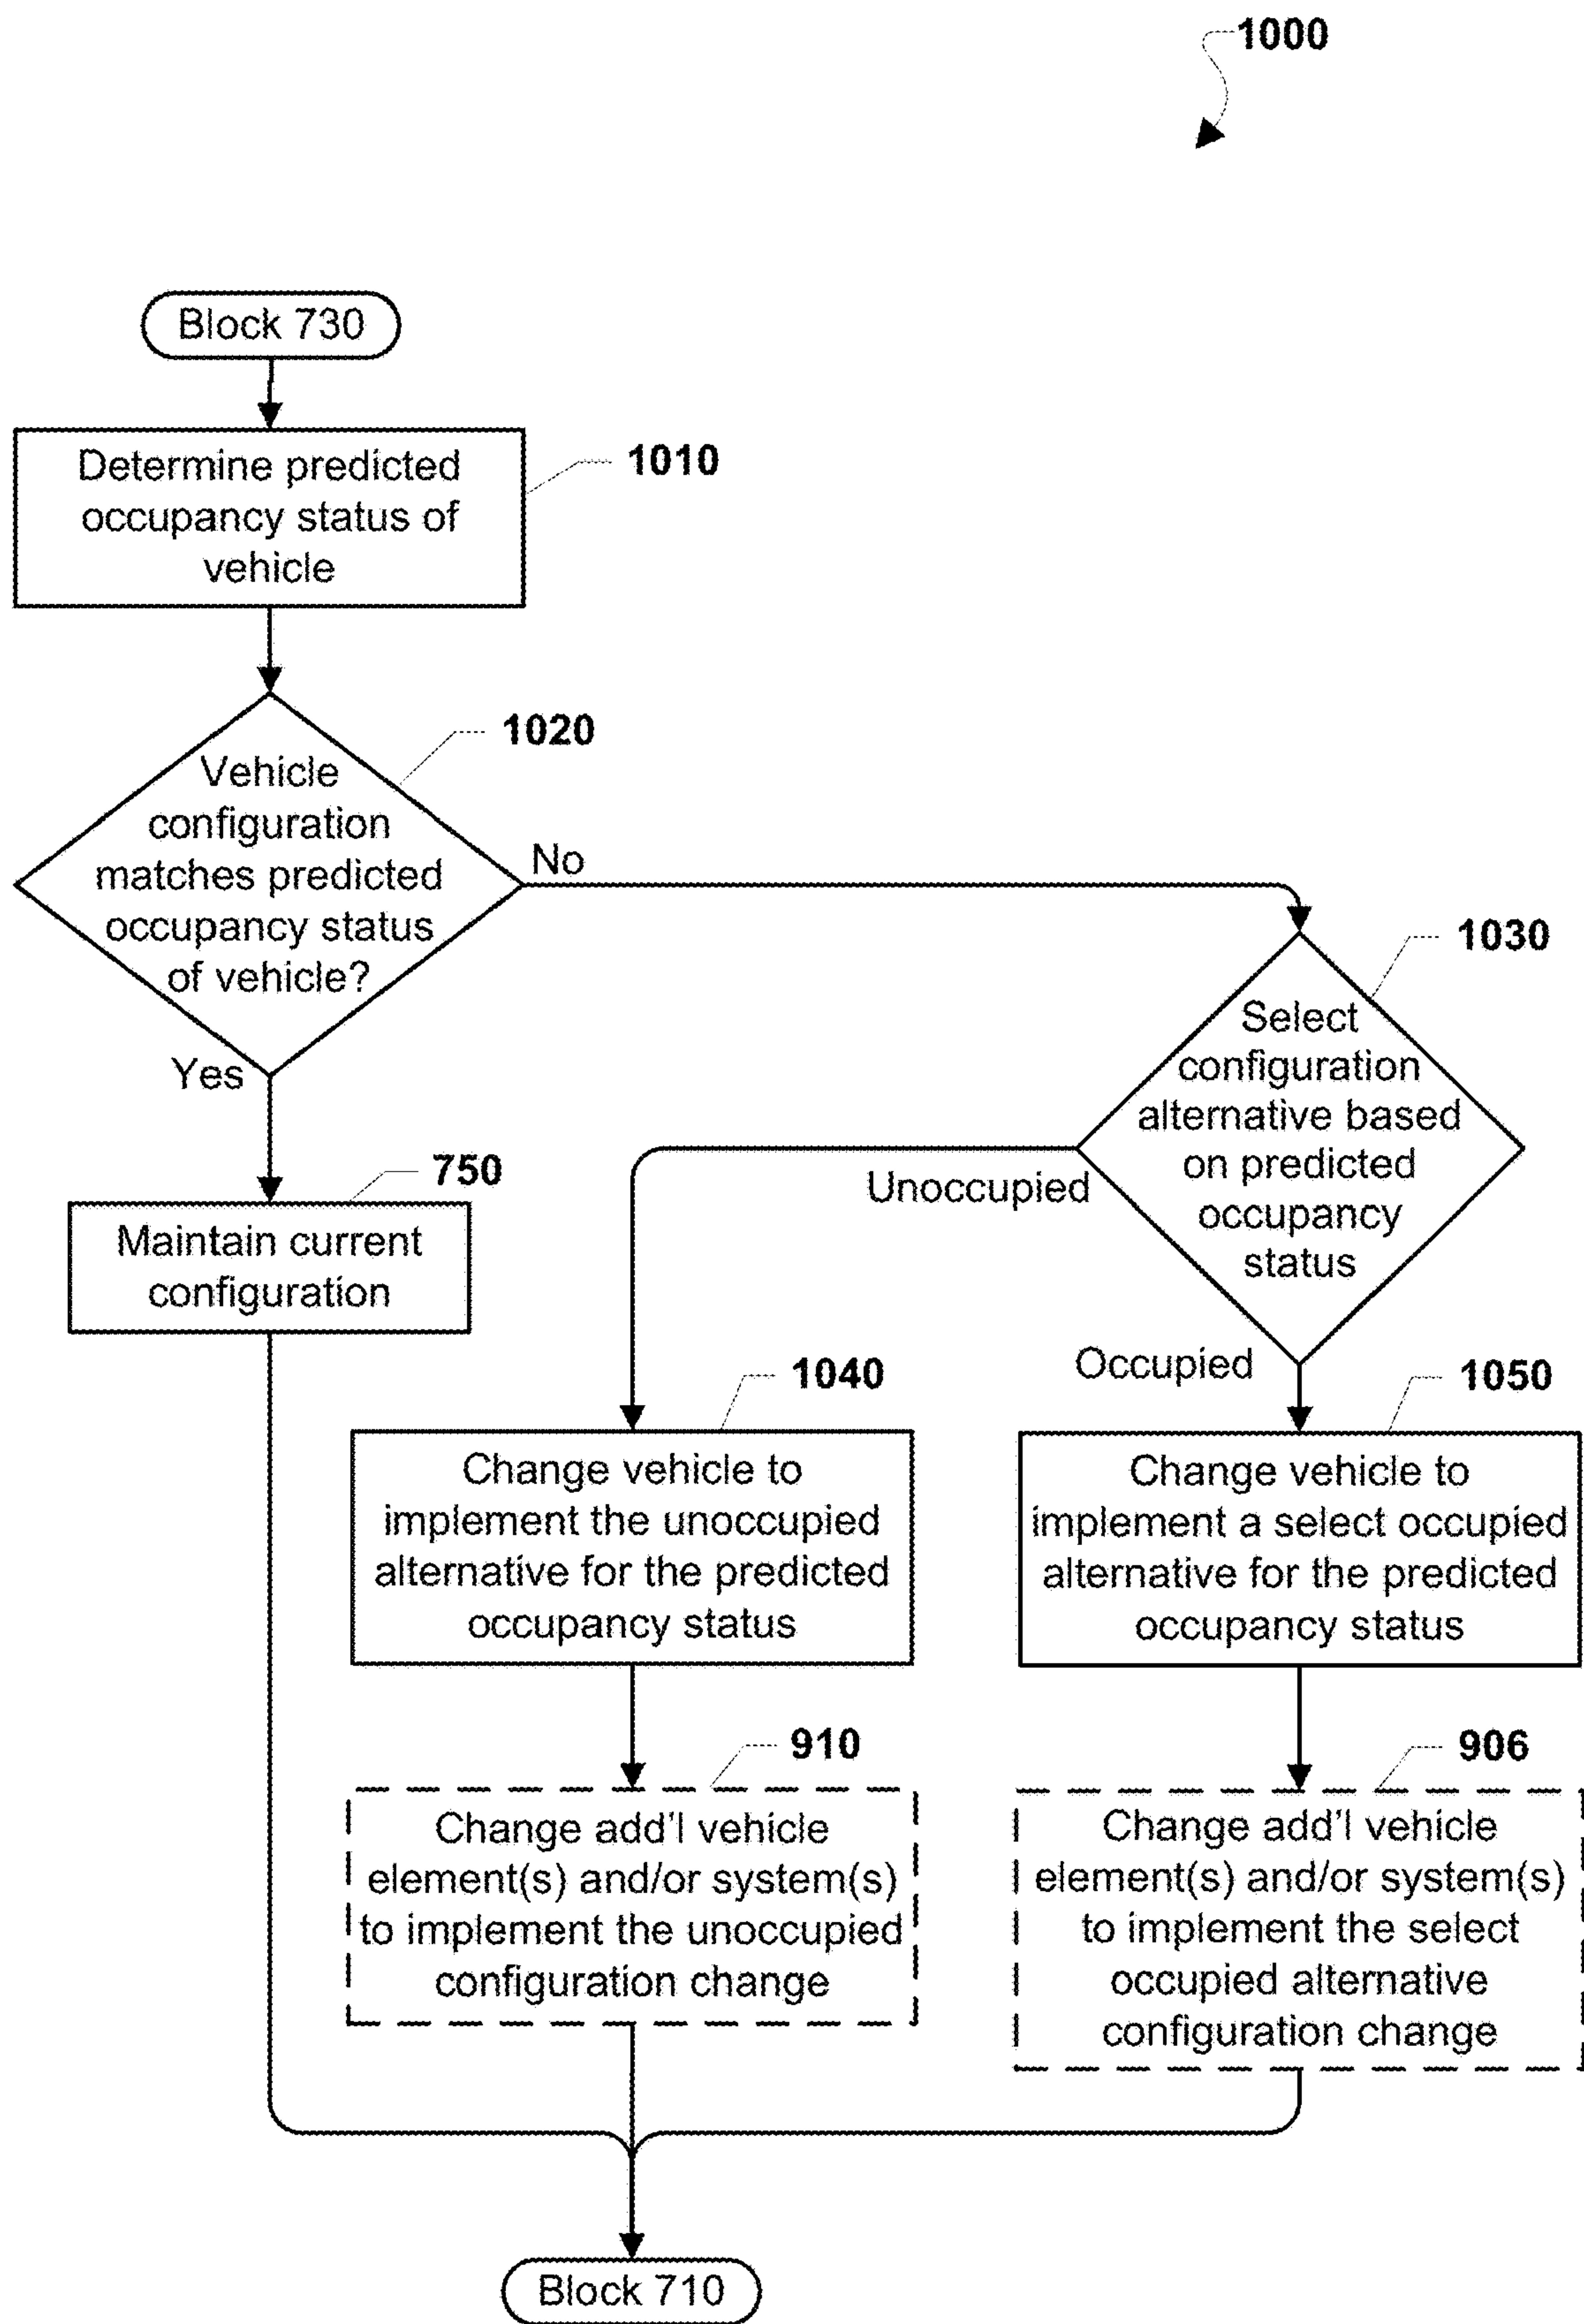 1000
Block 730
Determine predicted
occupancy status of
vehicle
1010
Vehicle
configuration
matches predicted
occupancy status
of vehicle?
1020
No
Yes
Select
configuration
alternative based
on predicted
occupancy
status
1030
Unoccupied
Occupied
Maintain current
configuration
750
Change vehicle to
implement the unoccupied
alternative for the predicted
occupancy status
1040
Change vehicle to
implement a select occupied
alternative for the predicted
occupancy status
1050
Change add'l vehicle
element(s) and/or system(s)
to implement the unoccupied
configuration change
910
Change add'l vehicle
element(s) and/or system(s)
to implement the select
occupied alternative
configuration change
906
Block 710